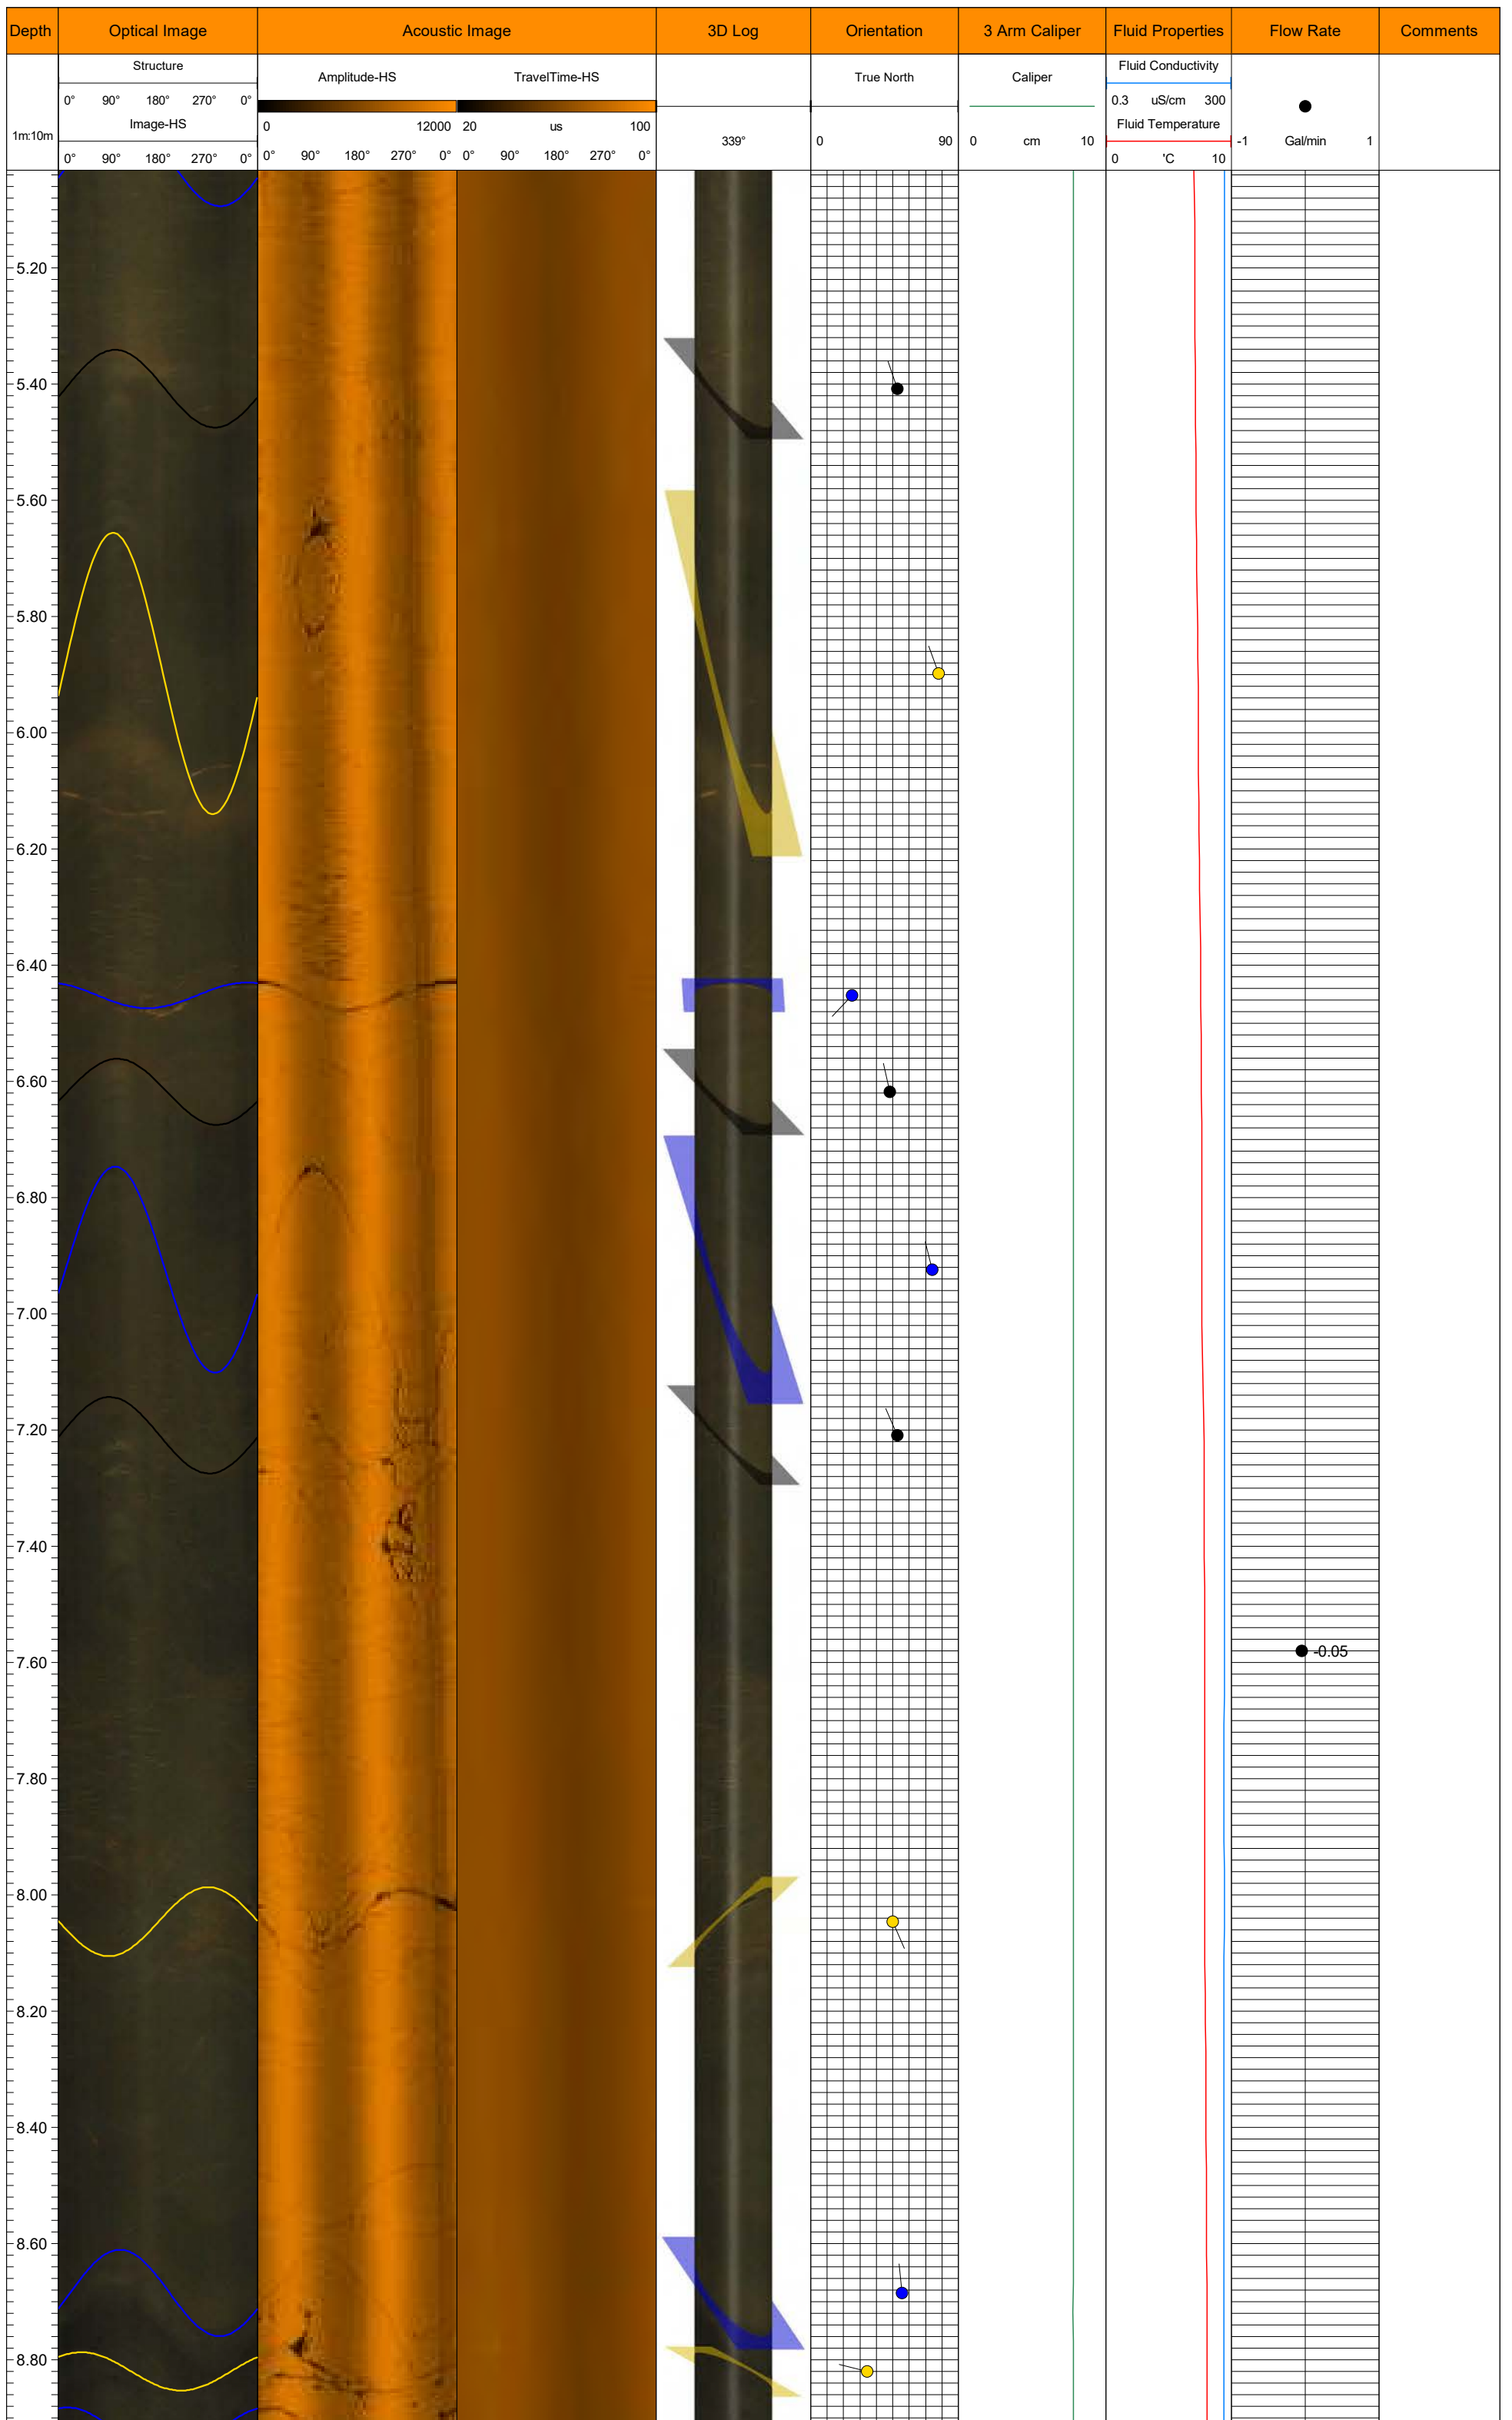 Depth Optical Image Acoustic Image 3D Log Orientation 3 Arm Caliper Fluid Properties Flow Rate Comments
Structure Fluid Conductivity
Amplitude-HS TravelTime-HS True North Caliper
0° 90° 180° 270° 0° 0.3 uS/cm 300
Image-HS Fluid Temperature
1m:10m 0 12000 20 us 100 339° 0 90 0 cm 10 -1 Gal/min 1
0° 90° 180° 270° 0° 0° 90° 180° 270° 0° 0° 90° 180° 270° 0° 0 'C 10
5.20
5.40
5.60
5.80
6.00
6.20
6.40
6.60
6.80
7.00
7.20
7.40
-0.05
7.60
7.80
8.00
8.20
8.40
8.60
8.80